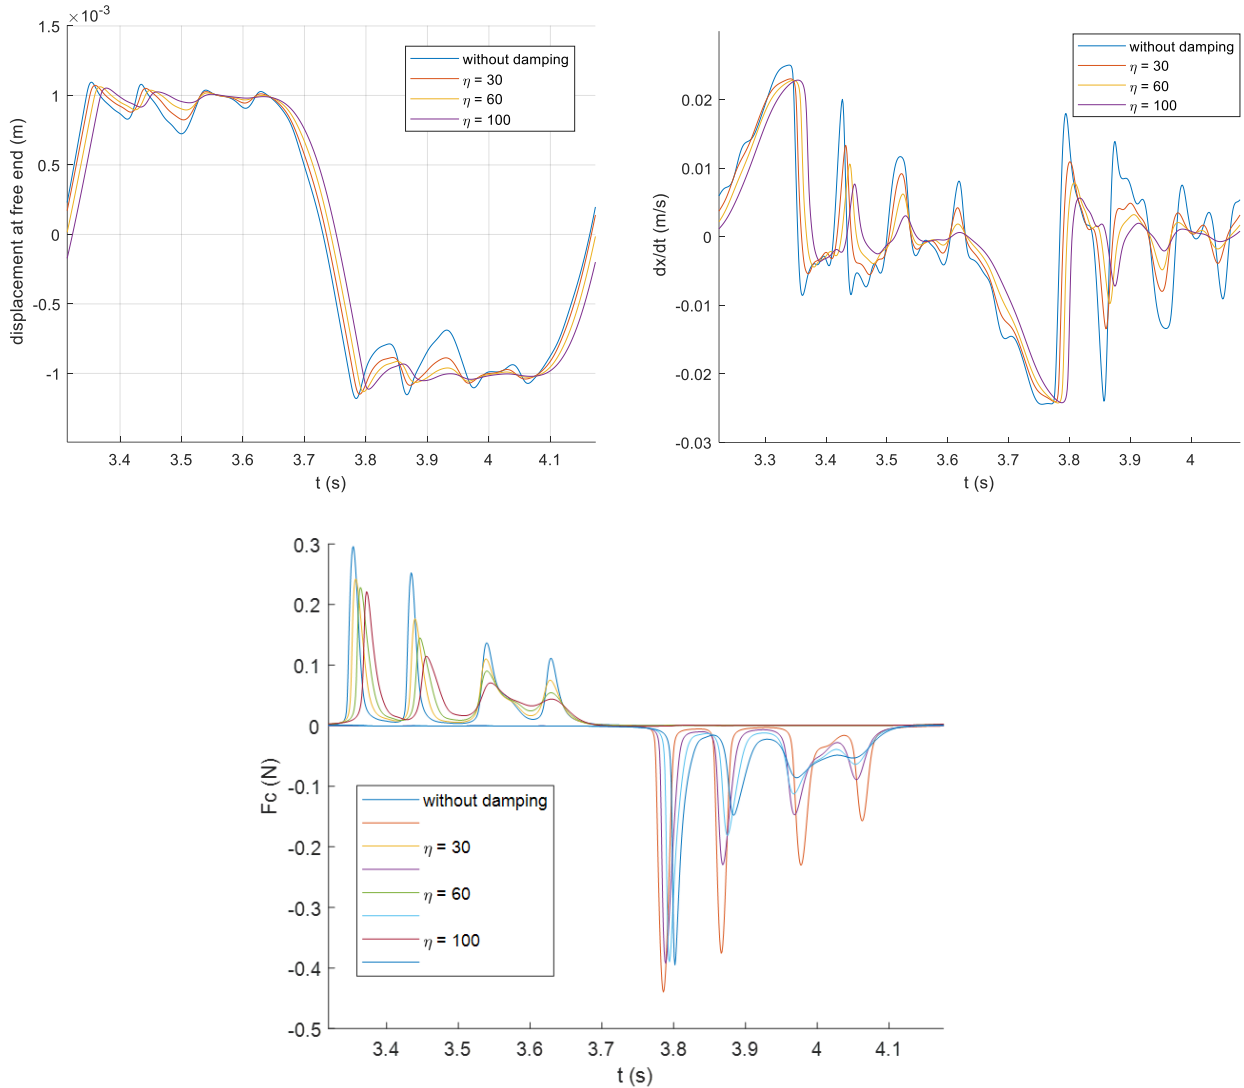 ×10⁻³
1.5
1
0.5
0
-0.5
-1
displacement at free end (m)
3.4 3.5 3.6 3.7 3.8 3.9 4 4.1
t (s)
without damping
η = 30
η = 60
η = 100
0.02
0.01
0
-0.01
-0.02
-0.03
dx/dt (m/s)
3.3 3.4 3.5 3.6 3.7 3.8 3.9 4
t (s)
without damping
η = 30
η = 60
η = 100
0.3
0.2
0.1
0
-0.1
-0.2
-0.3
-0.4
-0.5
Fc (N)
3.4 3.5 3.6 3.7 3.8 3.9 4 4.1
t (s)
without damping
η = 30
η = 60
η = 100